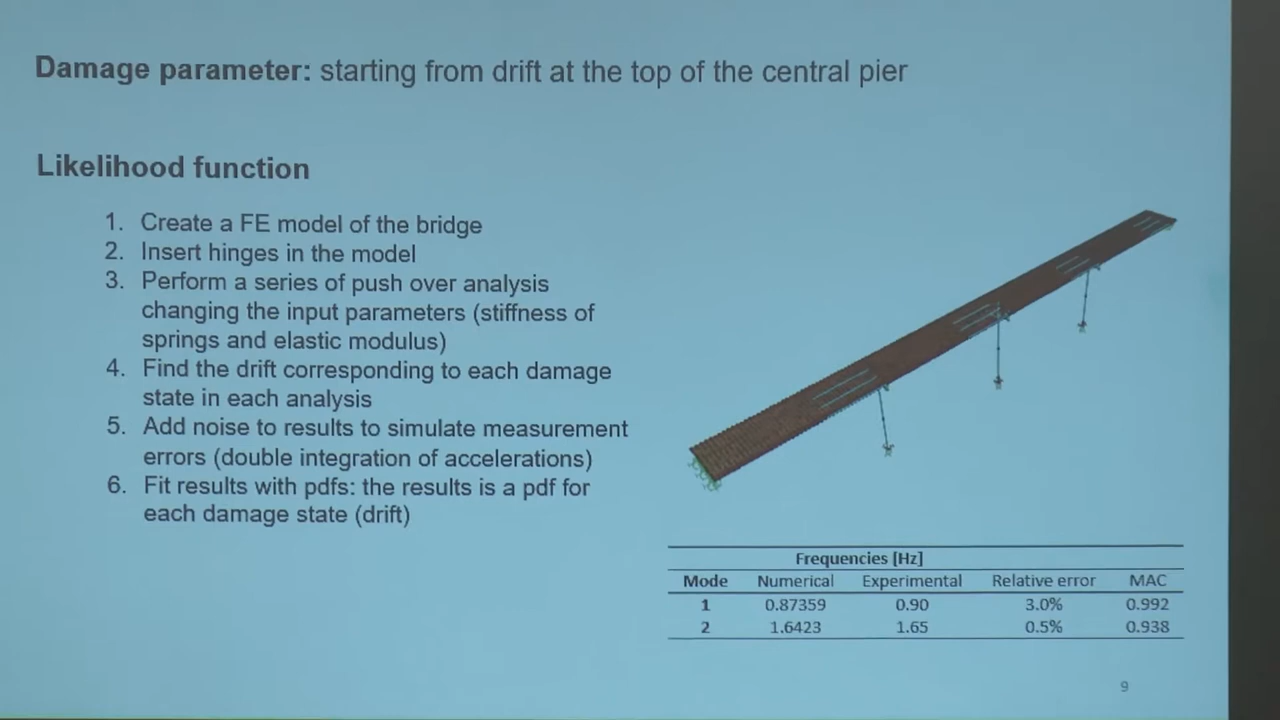 Damage parameter: starting from drift at the top of the central pier
Likelihood function
1. Create a FE model of the bridge
2. Insert hinges in the model
3. Perform a series of push over analysis
changing the input parameters (stiffness of
springs and elastic modulus)
4. Find the drift corresponding to each damage
state in each analysis
5. Add noise to results to simulate measurement
errors (double integration of accelerations)
6. Fit results with pdfs: the results is a pdf for
each damage state (drift)
Frequencies [Hz]
Mode Numerical Experimental Relative error MAC
1 0.87359 0.90 3.0% 0.992
2 1.6423 1.65 0.5% 0.938
9